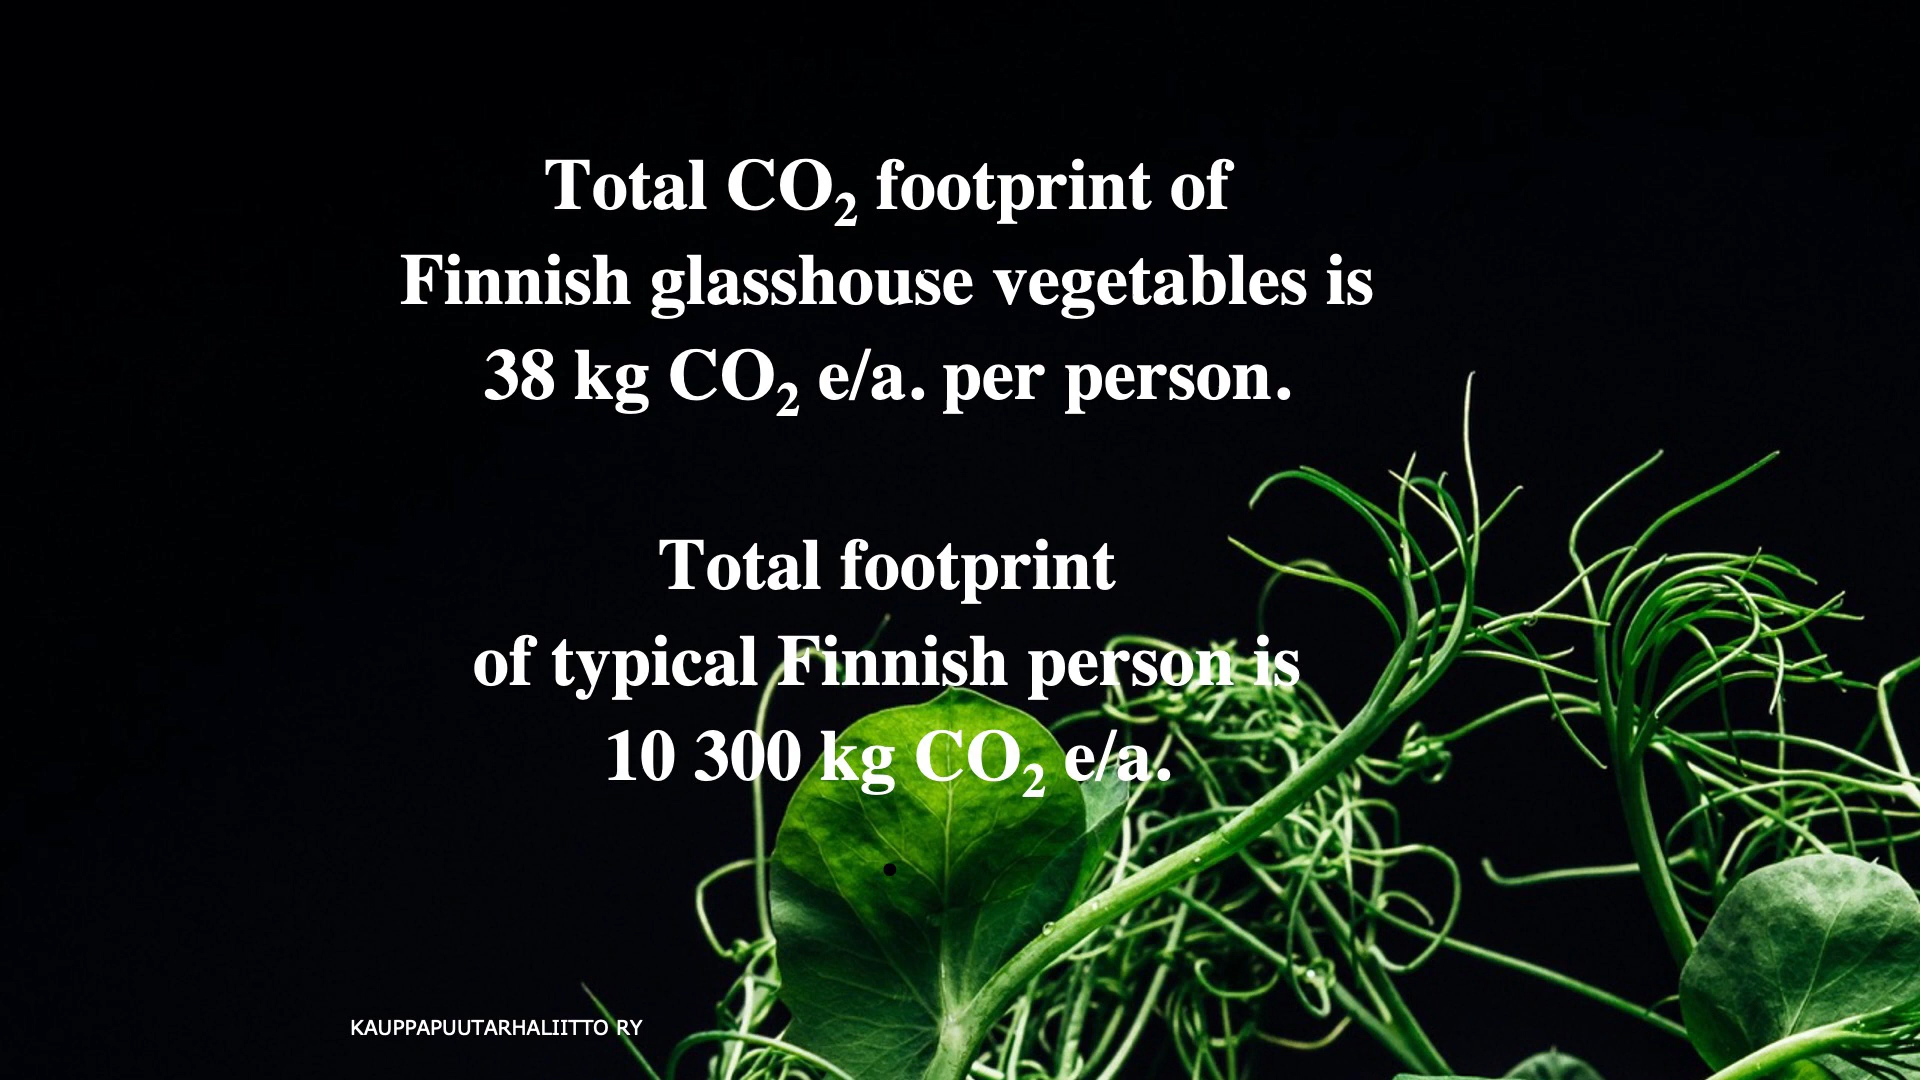 Total CO₂ footprint of
Finnish glasshouse vegetables is
38 kg CO₂ e/a. per person.
Total footprint
of typical Finnish person is
10 300 kg CO₂ e/a.
KAUPPAPUUTARHALIITTO RY